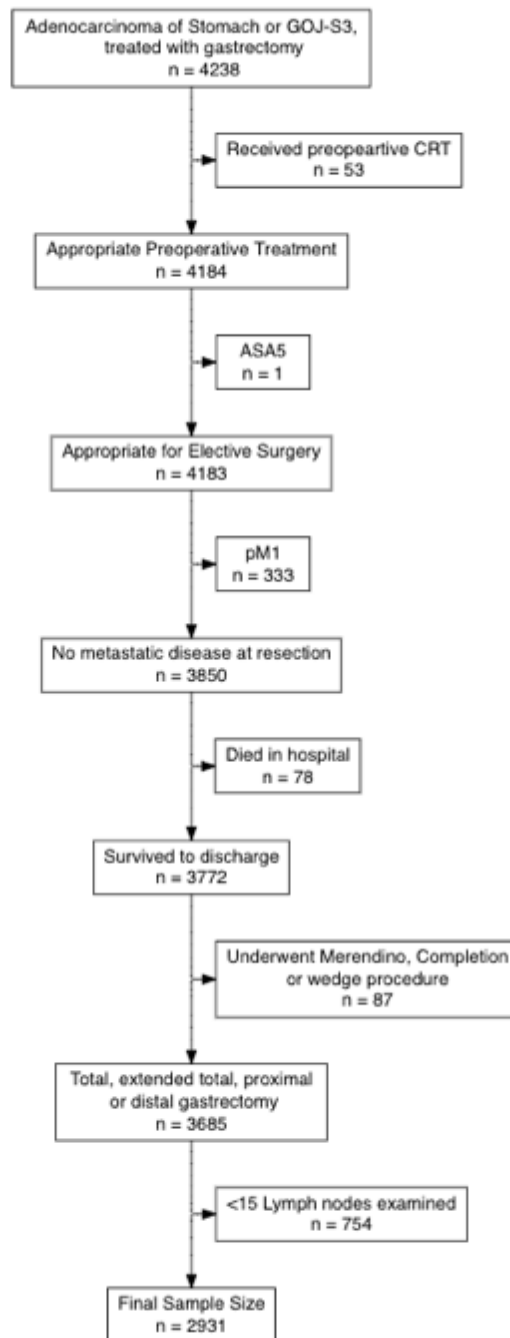 Adenocarcinoma of Stomach or GOJ-S3,
treated with gastrectomy
n = 4238
Received preopeartive CRT
n = 53
Appropriate Preoperative Treatment
n = 4184
ASA5
n = 1
Appropriate for Elective Surgery
n = 4183
pM1
n = 333
No metastatic disease at resection
n = 3850
Died in hospital
n = 78
Survived to discharge
n = 3772
Underwent Merendino, Completion
or wedge procedure
n = 87
Total, extended total, proximal
or distal gastrectomy
n = 3685
<15 Lymph nodes examined
n = 754
Final Sample Size
n = 2931